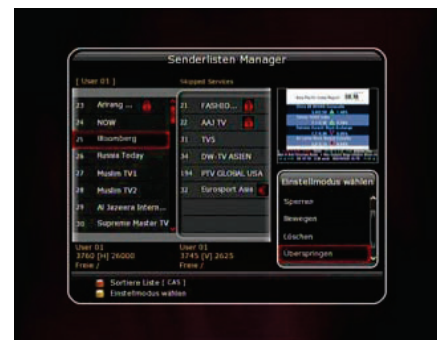 Senderlisten Manager
[ User 01 ]
Skipped Services
23 Arirang ...
24 NOW
25 Bloomberg
26 Russia Today
27 Muslim TV1
28 Muslim TV2
29 Al Jazeera Intern...
30 Supreme Master TV
21 FASHIO...
22 AAJ TV
31 TV5
34 DW-TV ASIEN
194 PTV GLOBAL USA
32 Eurosport Asia
Einstellmodus wählen
Sperren
Bewegen
Löschen
Überspringen
User 01
3760 [H] 26000
Freie /
User 01
3745 [V] 2625
Freie /
Sortiere Liste [ CAS ]
Einstellmodus wählen